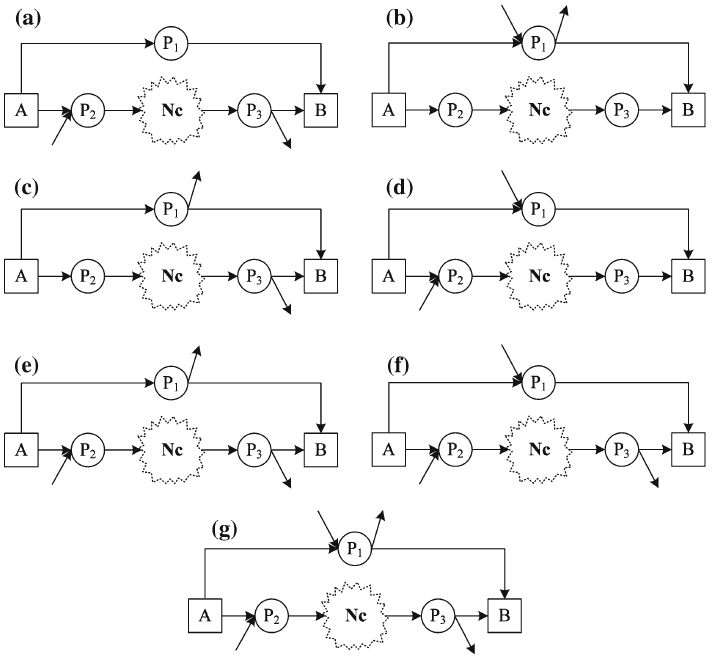 (a) P1
A P2 Nc P3 B
(b) P1
A P2 Nc P3 B
(c) P1
A P2 Nc P3 B
(d) P1
A P2 Nc P3 B
(e) P1
A P2 Nc P3 B
(f) P1
A P2 Nc P3 B
(g) P1
A P2 Nc P3 B